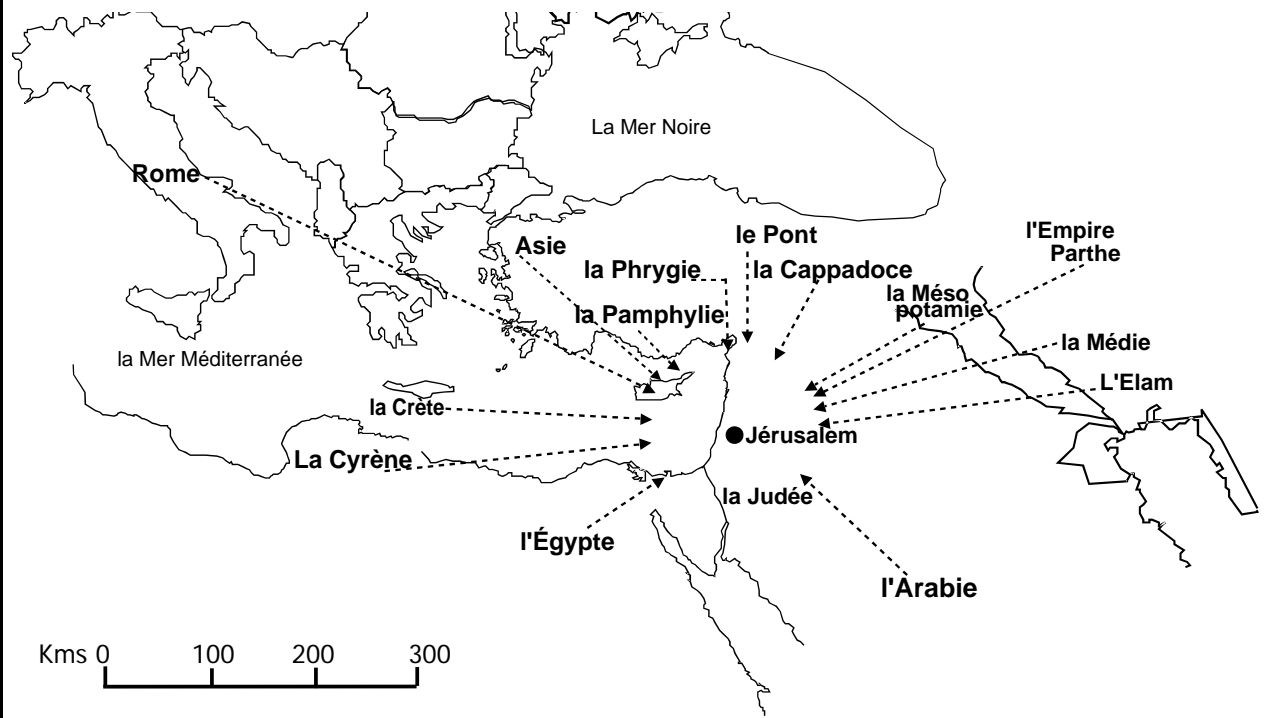 La Mer Noire
Rome
l'Empire
Parthe
le Pont
Asie
la Phrygie
la Cappadoce
la Méso
potamie
la Pamphylie
la Médie
la Mer Méditerranée
L'Elam
la Crète
Jérusalem
La Cyrène
la Judée
l'Égypte
l'Arabie
Kms 0 100 200 300